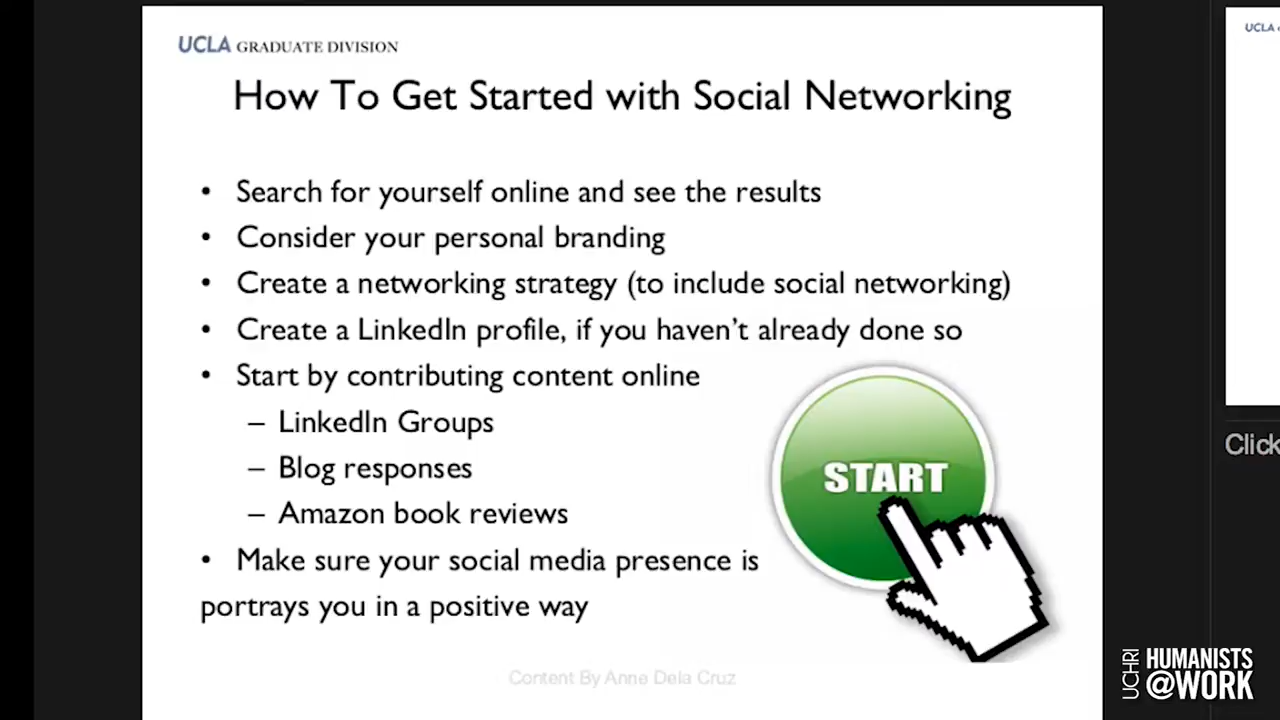 UCLA GRADUATE DIVISION
How To Get Started with Social Networking
• Search for yourself online and see the results
• Consider your personal branding
• Create a networking strategy (to include social networking)
• Create a LinkedIn profile, if you haven't already done so
• Start by contributing content online
– LinkedIn Groups
– Blog responses
– Amazon book reviews
• Make sure your social media presence is
portrays you in a positive way
START
Content By Anne Dela Cruz
UCLA
Click
UCHRI
HUMANISTS
@WORK